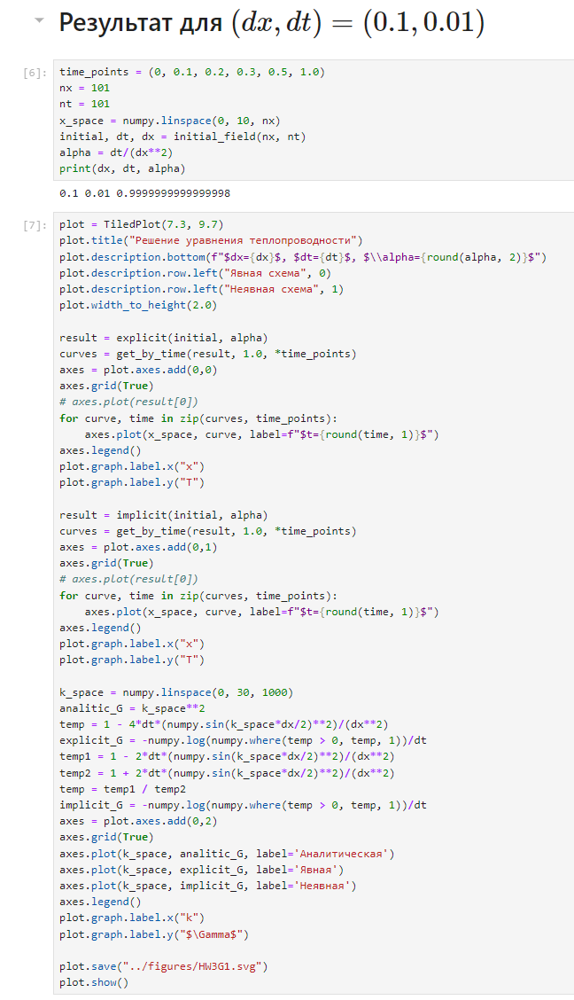 Результат для (dx, dt) = (0.1, 0.01)
[6]:
time_points = (0, 0.1, 0.2, 0.3, 0.5, 1.0)
nx = 101
nt = 101
x_space = numpy.linspace(0, 10, nx)
initial, dt, dx = initial_field(nx, nt)
alpha = dt/(dx**2)
print(dx, dt, alpha)
0.1 0.01 0.9999999999999998
[7]:
plot = TiledPlot(7.3, 9.7)
plot.title("Решение уравнения теплопроводности")
plot.description.bottom(f"$dx={dx}$, $dt={dt}$, $\\alpha={round(alpha, 2)}$")
plot.description.row.left("Явная схема", 0)
plot.description.row.left("Неявная схема", 1)
plot.width_to_height(2.0)

result = explicit(initial, alpha)
curves = get_by_time(result, 1.0, *time_points)
axes = plot.axes.add(0,0)
axes.grid(True)
# axes.plot(result[0])
for curve, time in zip(curves, time_points):
    axes.plot(x_space, curve, label=f"$t={round(time, 1)}$")
axes.legend()
plot.graph.label.x("x")
plot.graph.label.y("T")

result = implicit(initial, alpha)
curves = get_by_time(result, 1.0, *time_points)
axes = plot.axes.add(0,1)
axes.grid(True)
# axes.plot(result[0])
for curve, time in zip(curves, time_points):
    axes.plot(x_space, curve, label=f"$t={round(time, 1)}$")
axes.legend()
plot.graph.label.x("x")
plot.graph.label.y("T")

k_space = numpy.linspace(0, 30, 1000)
analitic_G = k_space**2
temp = 1 - 4*dt*(numpy.sin(k_space*dx/2)**2)/(dx**2)
explicit_G = -numpy.log(numpy.where(temp > 0, temp, 1))/dt
temp1 = 1 - 2*dt*(numpy.sin(k_space*dx/2)**2)/(dx**2)
temp2 = 1 + 2*dt*(numpy.sin(k_space*dx/2)**2)/(dx**2)
temp = temp1 / temp2
implicit_G = -numpy.log(numpy.where(temp > 0, temp, 1))/dt
axes = plot.axes.add(0,2)
axes.grid(True)
axes.plot(k_space, analitic_G, label='Аналитическая')
axes.plot(k_space, explicit_G, label='Явная')
axes.plot(k_space, implicit_G, label='Неявная')
axes.legend()
plot.graph.label.x("k")
plot.graph.label.y("$\Gamma$")

plot.save("../figures/HW3G1.svg")
plot.show()